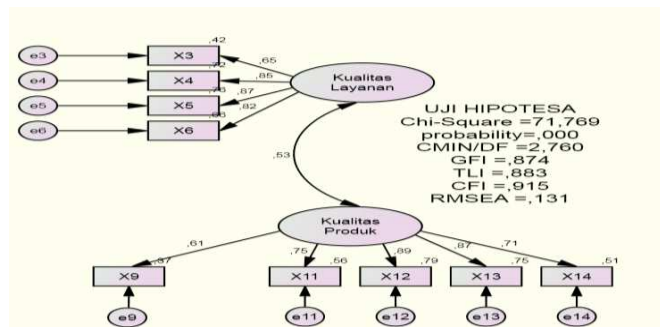 ,42
e3
X3
,65
,72
e4
X4
,85
Kualitas
Layanan
,76
e5
X5
,87
e6
X6
,82
UJI HIPOTESA
Chi-Square =71,769
probability=,000
CMIN/DF =2,760
GFI =,874
TLI =,883
CFI =,915
RMSEA =,131
,53
Kualitas
Produk
,61
,75
,89
,87
,71
,37
,56
,79
,75
,51
X9
X11
X12
X13
X14
e9
e11
e12
e13
e14